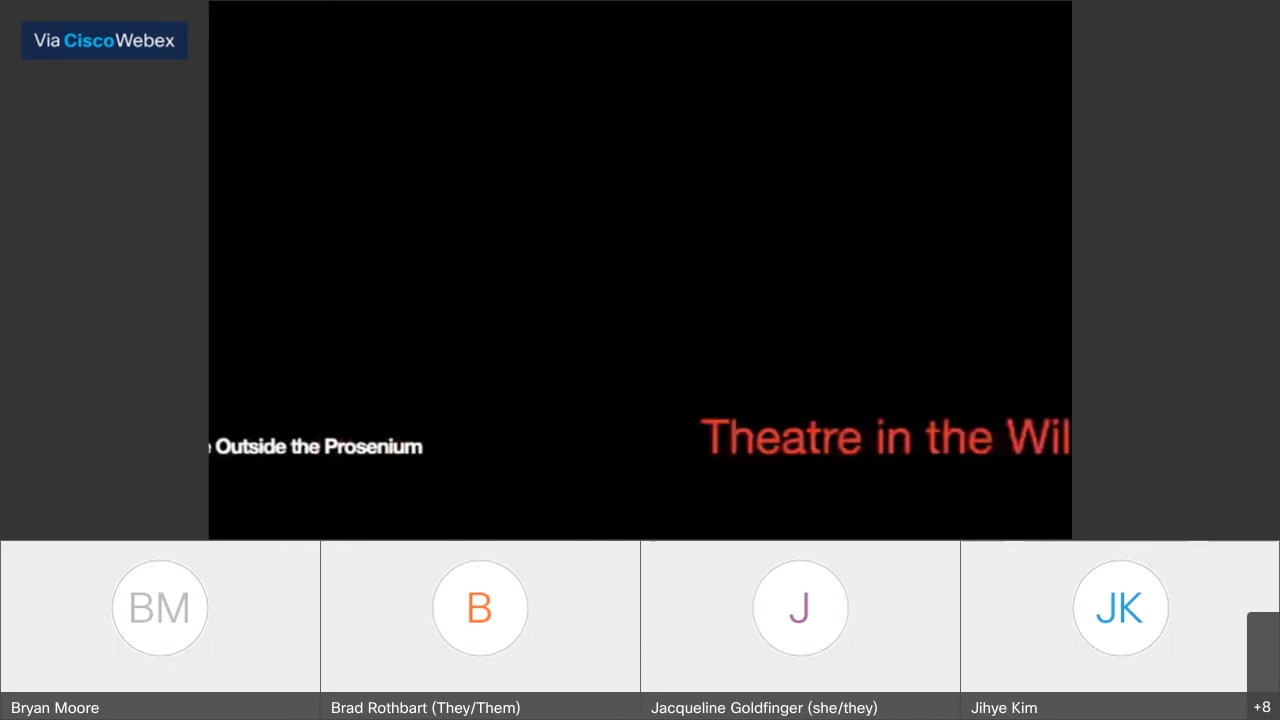 Via CiscoWebex
Outside the Prosenium
Theatre in the Wil
BM
B
J
JK
Bryan Moore
Brad Rothbart (They/Them)
Jacqueline Goldfinger (she/they)
Jihye Kim
+8